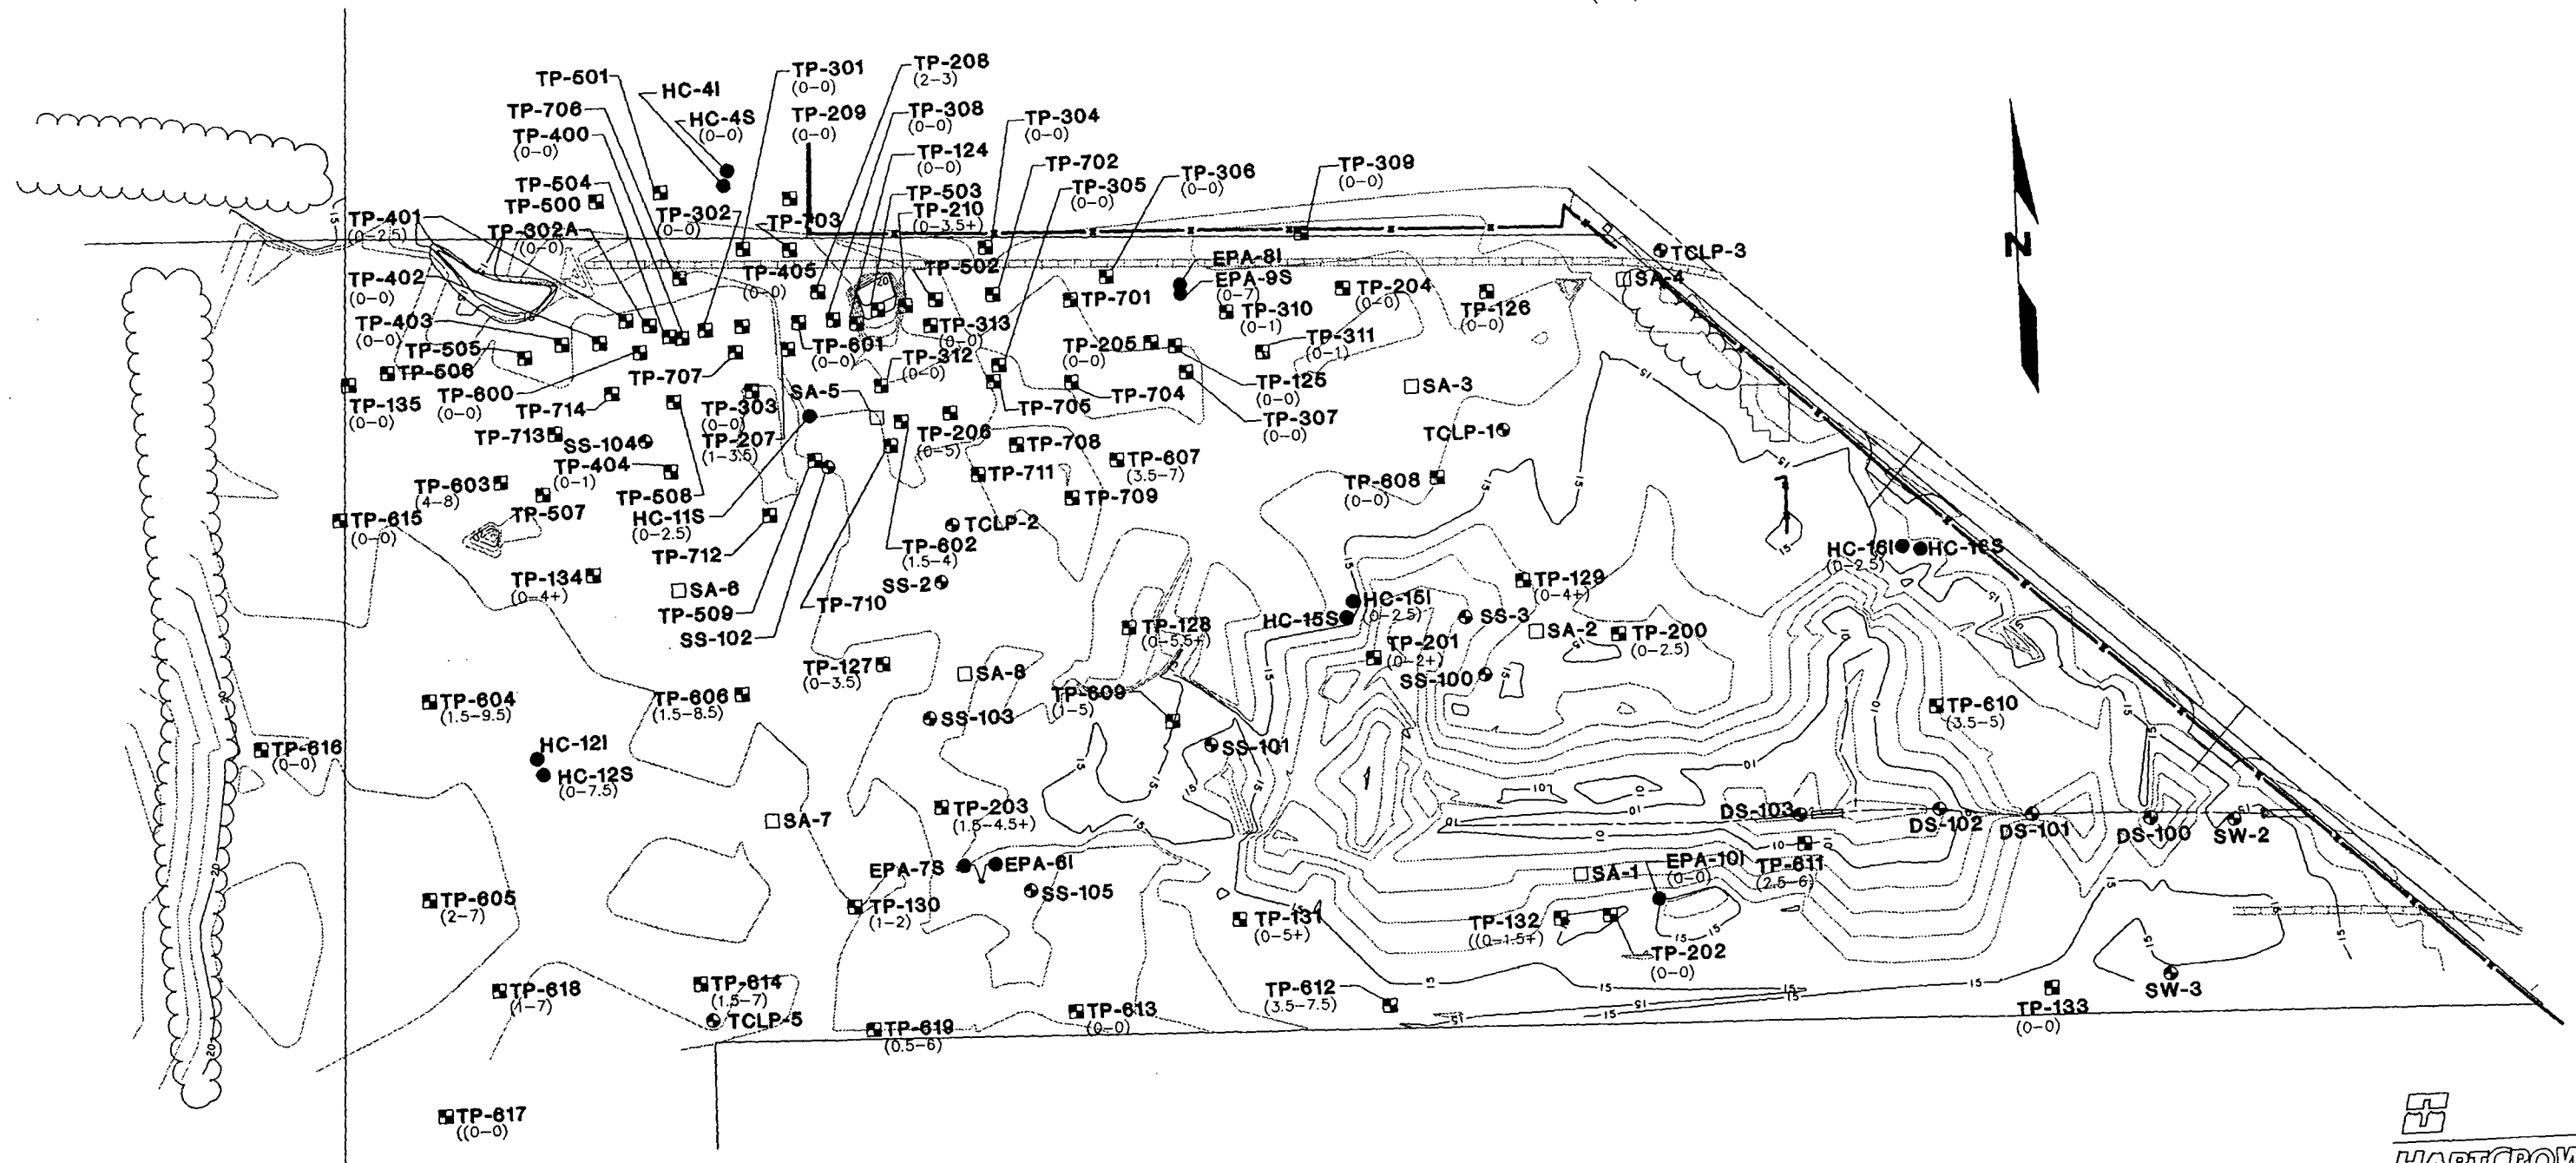 TP-501
TP-301
(0-0)
TP-208
(2-3)
HC-4I
TP-706
HC-4S
(0-0)
TP-209
(0-0)
TP-308
(0-0)
TP-304
(0-0)
TP-400
(0-0)
TP-124
(0-0)
TP-702
TP-306
(0-0)
TP-309
(0-0)
TP-504
TP-500
TP-503
TP-305
(0-0)
TP-401
(0-2.5)
TP-302
(0-0)
TP-703
TP-210
(0-3.5+)
TP-302A
(0-0)
N
TCLP-3
EPA-8I
EPA-9S
(0-7)
TP-402
(0-0)
TP-405
(0-0)
TP-502
SA-4
TP-701
TP-204
(0-0)
TP-126
(0-0)
TP-310
(0-1)
TP-403
(0-0)
TP-313
(0-0)
TP-311
(0-1)
TP-505
TP-601
(0-0)
TP-205
(0-0)
TP-312
(0-0)
TP-506
TP-707
TP-125
(0-0)
SA-3
TP-135
(0-0)
TP-600
(0-0)
TP-714
TP-303
(0-0)
SA-5
TP-705
TP-704
TP-307
(0-0)
TP-713
SS-104
TP-207
(1-3.5)
TP-206
(0-5)
TP-708
TCLP-1
TP-404
(0-1)
TP-711
TP-607
(3.5-7)
TP-603
(4-8)
TP-508
TP-709
TP-608
(0-0)
TP-615
(0-0)
TP-507
HC-11S
(0-2.5)
TCLP-2
TP-712
TP-602
(1.5-4)
HC-16I
(0-2.5)
HC-16S
TP-134
(0-4+)
SA-6
SS-2
TP-129
(0-4+)
TP-509
TP-710
HC-15I
(0-2.5)
HC-15S
SS-3
SS-102
TP-128
(0-5.5+)
SA-2
TP-200
(0-2.5)
TP-201
(0-2+)
TP-127
(0-3.5)
SA-8
SS-100
TP-604
(1.5-9.5)
TP-606
(1.5-8.5)
TP-609
(1-5)
TP-610
(3.5-5)
SS-103
TP-616
(0-0)
HC-12I
SS-101
HC-12S
(0-7.5)
TP-203
(1.5-4.5+)
SA-7
DS-103
DS-102
DS-101
DS-100
SW-2
EPA-7S
EPA-6I
SA-1
EPA-10I
(0-0)
TP-611
(2.5-6)
SS-105
TP-605
(2-7)
TP-130
(1-2)
TP-131
(0-5+)
TP-132
((0-1.5+)
TP-202
(0-0)
TP-618
(1-7)
TP-614
(1.5-7)
TP-612
(3.5-7.5)
SW-3
TCLP-5
TP-613
(0-0)
TP-133
(0-0)
TP-619
(0.5-6)
TP-617
((0-0)